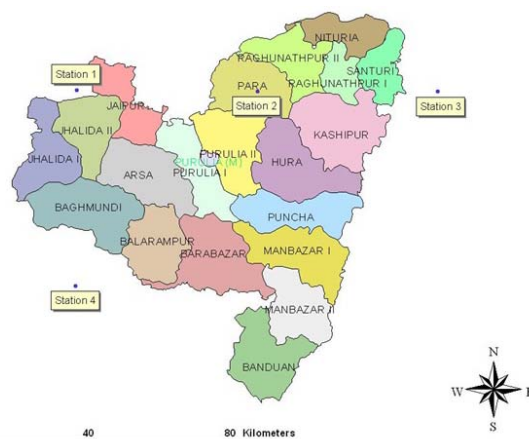 NITURIA
RAGHUNATHPUR II
SANTURI
Station 1
PARA
RAGHUNATHPUR I
Station 2
Station 3
JAIPUR
JHALIDA II
KASHIPUR
JHALIDA I
PURULIA II
PURULIA (M)
HURA
ARSA
PURULIA I
BAGHMUNDI
PUNCHA
BALARAMPUR
BARABAZAR
MANBAZAR I
Station 4
MANBAZAR II
BANDUAN
N
W
E
S
40
80 Kilometers